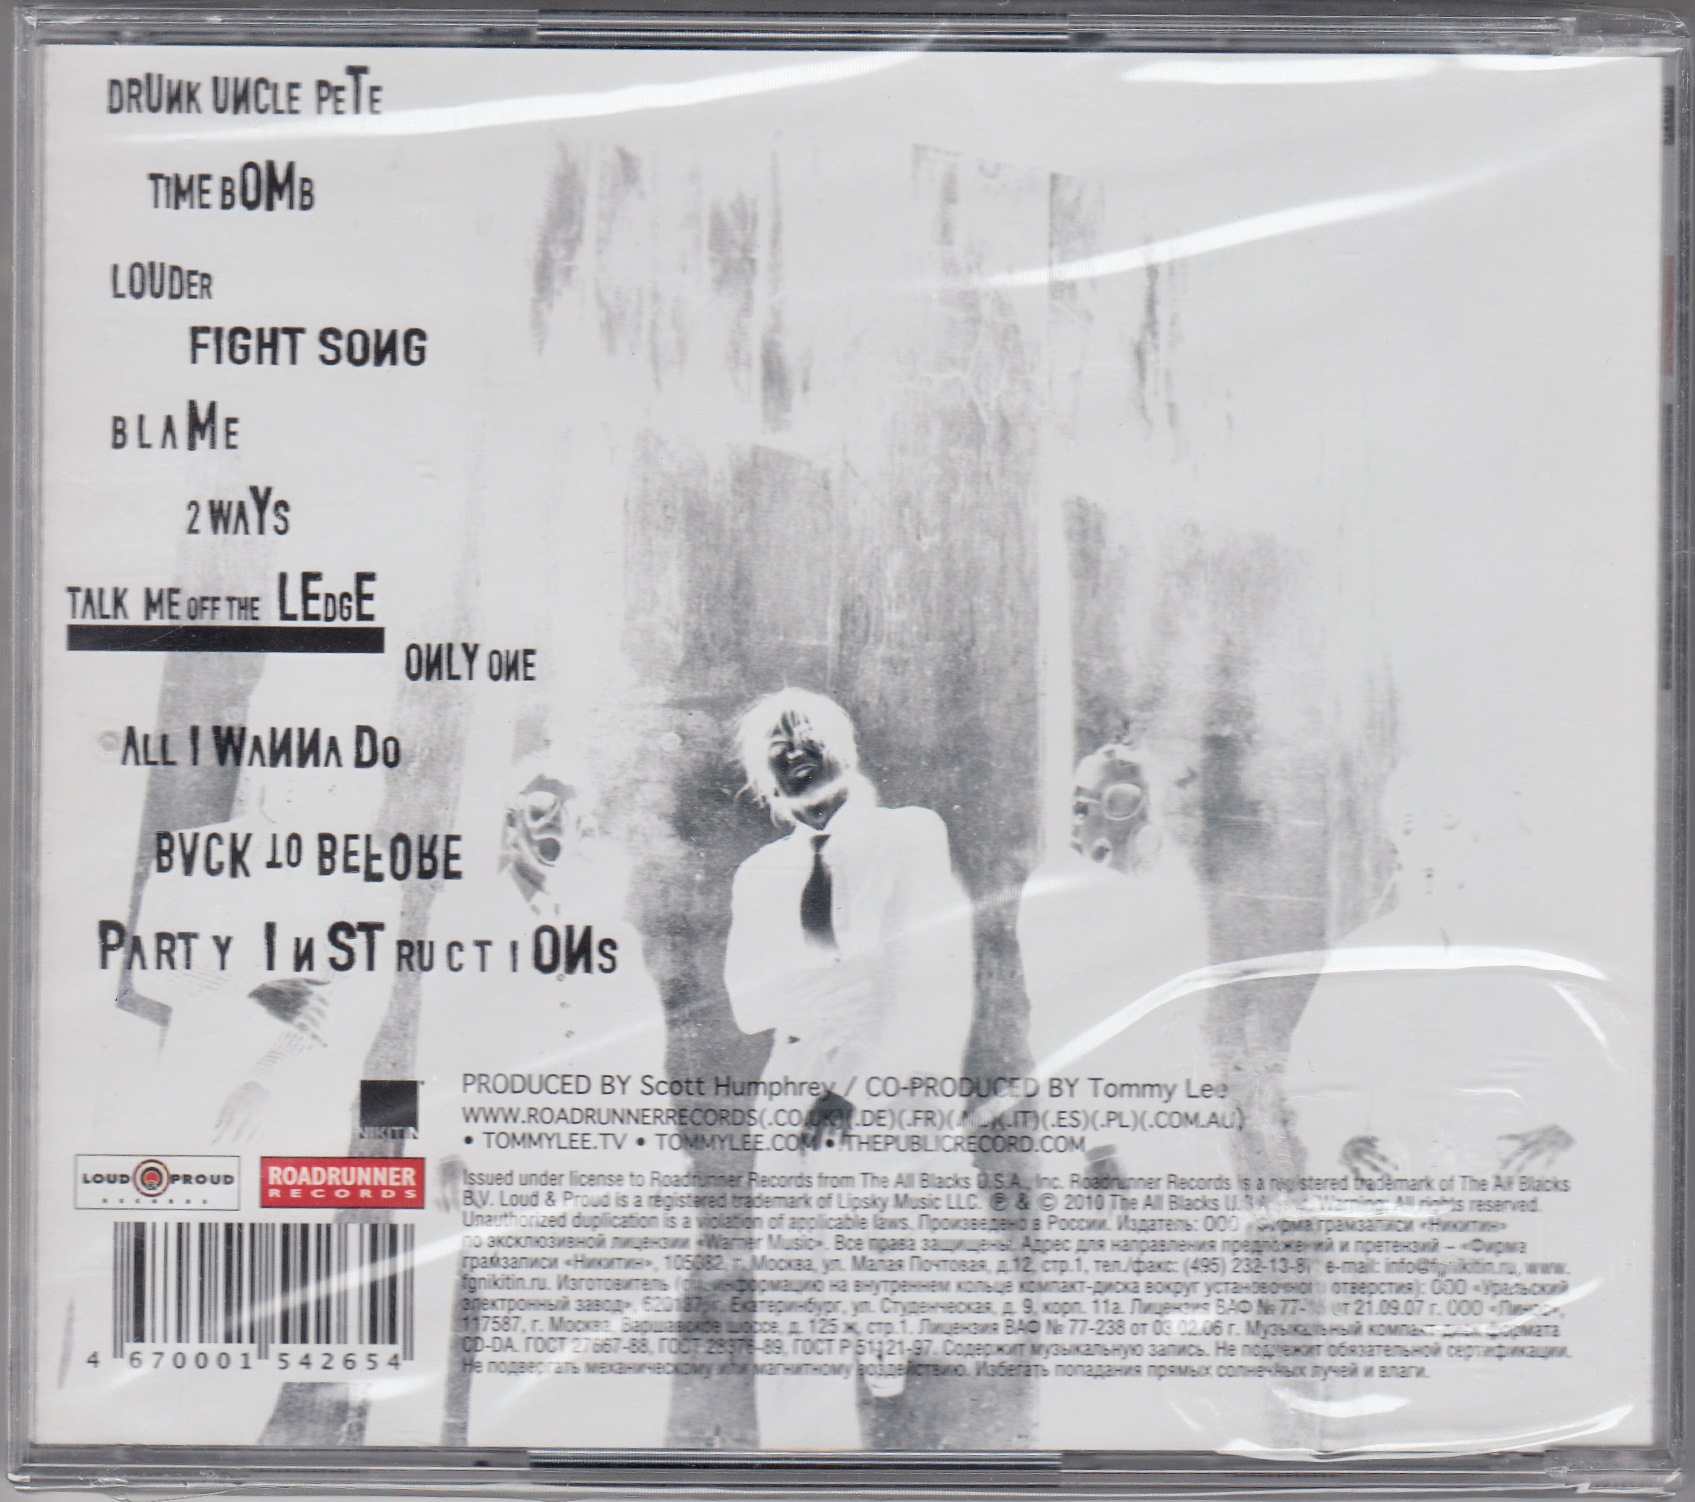 DRUNK UNCLE PETE
TIME BOMB
LOUDER
FIGHT SONG
BLAME
2 WAYS
TALK ME OFF THE LEDGE
ONLY ONE
ALL I WANNA DO
BACK TO BEFORE
PARTY INSTRUCTIONS
NIKITIN
LOUD & PROUD
RECORDS
ROADRUNNER
RECORDS
4 670001 542654
PRODUCED BY Scott Humphrey / CO-PRODUCED BY Tommy Lee
WWW.ROADRUNNERRECORDS(.CO.UK)(.DE)(.FR)(.NL)(.IT)(.ES)(.PL)(.COM.AU)
• TOMMYLEE.TV • TOMMYLEE.COM • THEPUBLICRECORD.COM
Issued under license to Roadrunner Records from The All Blacks U.S.A., Inc. Roadrunner Records is a registered trademark of The All Blacks
B.V. Loud & Proud is a registered trademark of Lipsky Music LLC. ℗ & © 2010 The All Blacks U.S.A., Inc. Warning: All rights reserved.
Unauthorized duplication is a violation of applicable laws. Произведено в России. Издатель: ООО «Фирма грамзаписи «Никитин»
по эксклюзивной лицензии «Warner Music». Все права защищены. Адрес для направления предложений и претензий – «Фирма
грамзаписи «Никитин», 105082, г. Москва, ул. Малая Почтовая, д.12, стр.1, тел./факс: (495) 232-13- e-mail: info@fgnikitin.ru, www.
fgnikitin.ru. Изготовитель (см. информацию на внутреннем кольце компакт-диска вокруг установочного отверстия): ООО «Уральский
электронный завод», 620137, г. Екатеринбург, ул. Студенческая, д. 9, корп. 11а. Лицензия ВАФ № от 21.09.07 г. ООО
117587, г. Москва, Варшавское шоссе, д. 125 ж, стр.1. Лицензия ВАФ № 77-238 от 03.02.06 г. Музыкальный компакт-диск формата
CD-DA. ГОСТ 27667-88, ГОСТ 28376-89, ГОСТ Р 51121-97. Содержит музыкальную запись. Не подлежит обязательной сертификации.
Не подвергать механическому или магнитному воздействию. Избегать попадания прямых солнечных лучей и влаги.